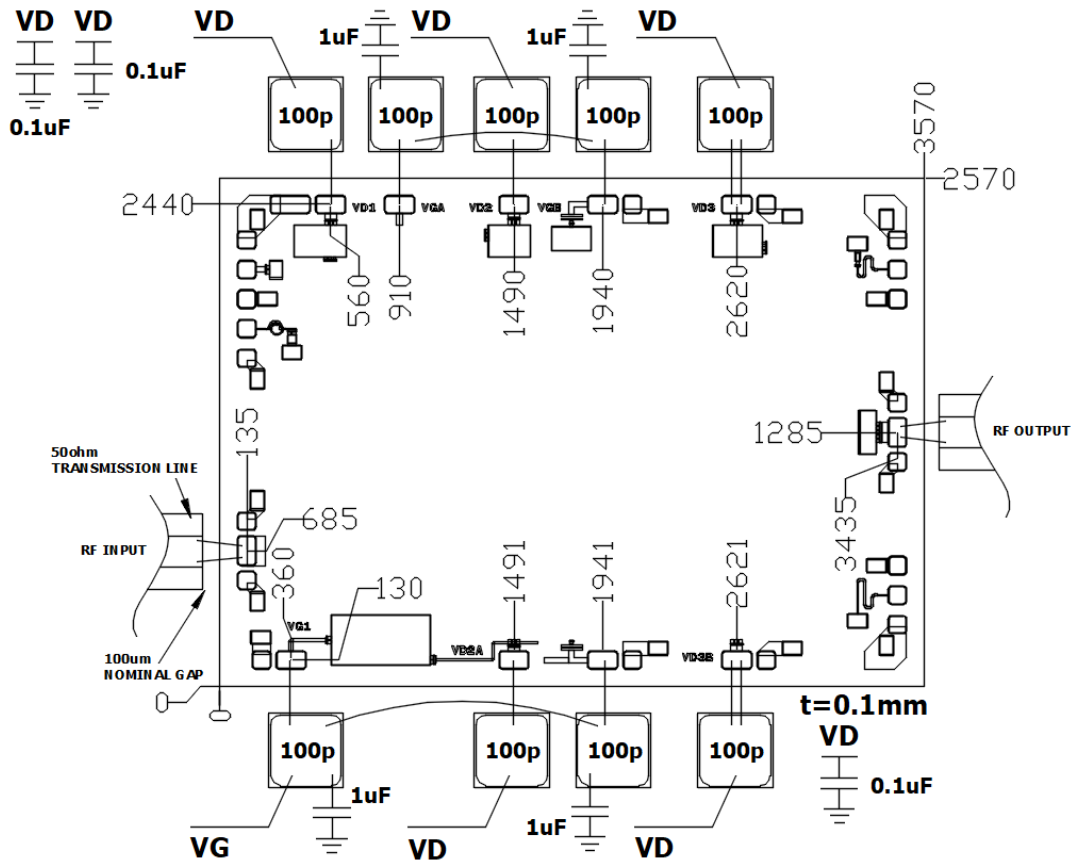 VD VD VD 1uF VD 1uF VD
0.1uF
0.1uF
100p 100p 100p 100p 100p
3570
2570
2440
VD1 VGA VD2 VGB VD3
560 910 1490 1940 2620
135
1285
RF OUTPUT
50ohm
TRANSMISSION LINE
3435
685
RF INPUT
360
130
1491 1941 2621
VG1
VD2A
VD3B
100um
NOMINAL GAP
0
0
t=0.1mm
VD
0.1uF
100p 100p 100p 100p
1uF
1uF
VG VD VD